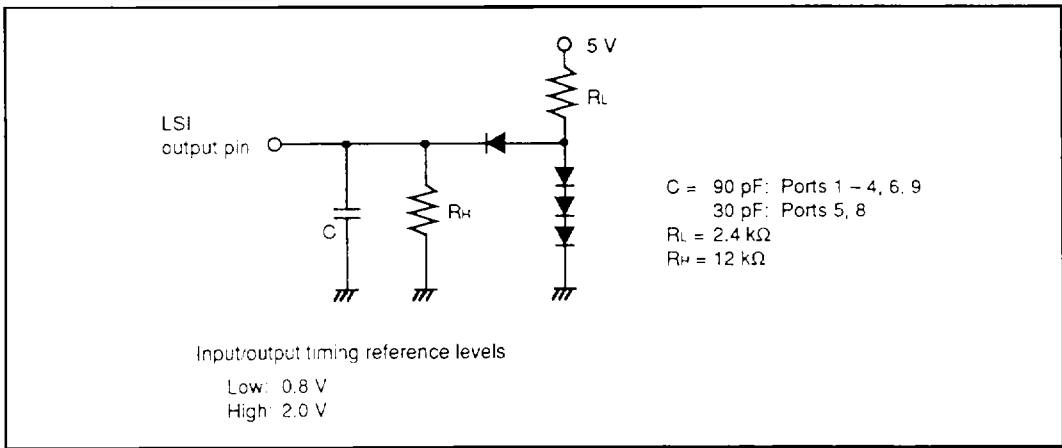 5 V
RL
LSI
output pin
C
RH
C = 90 pF: Ports 1 – 4, 6, 9
30 pF: Ports 5, 8
RL = 2.4 kΩ
RH = 12 kΩ
Input/output timing reference levels
Low: 0.8 V
High: 2.0 V